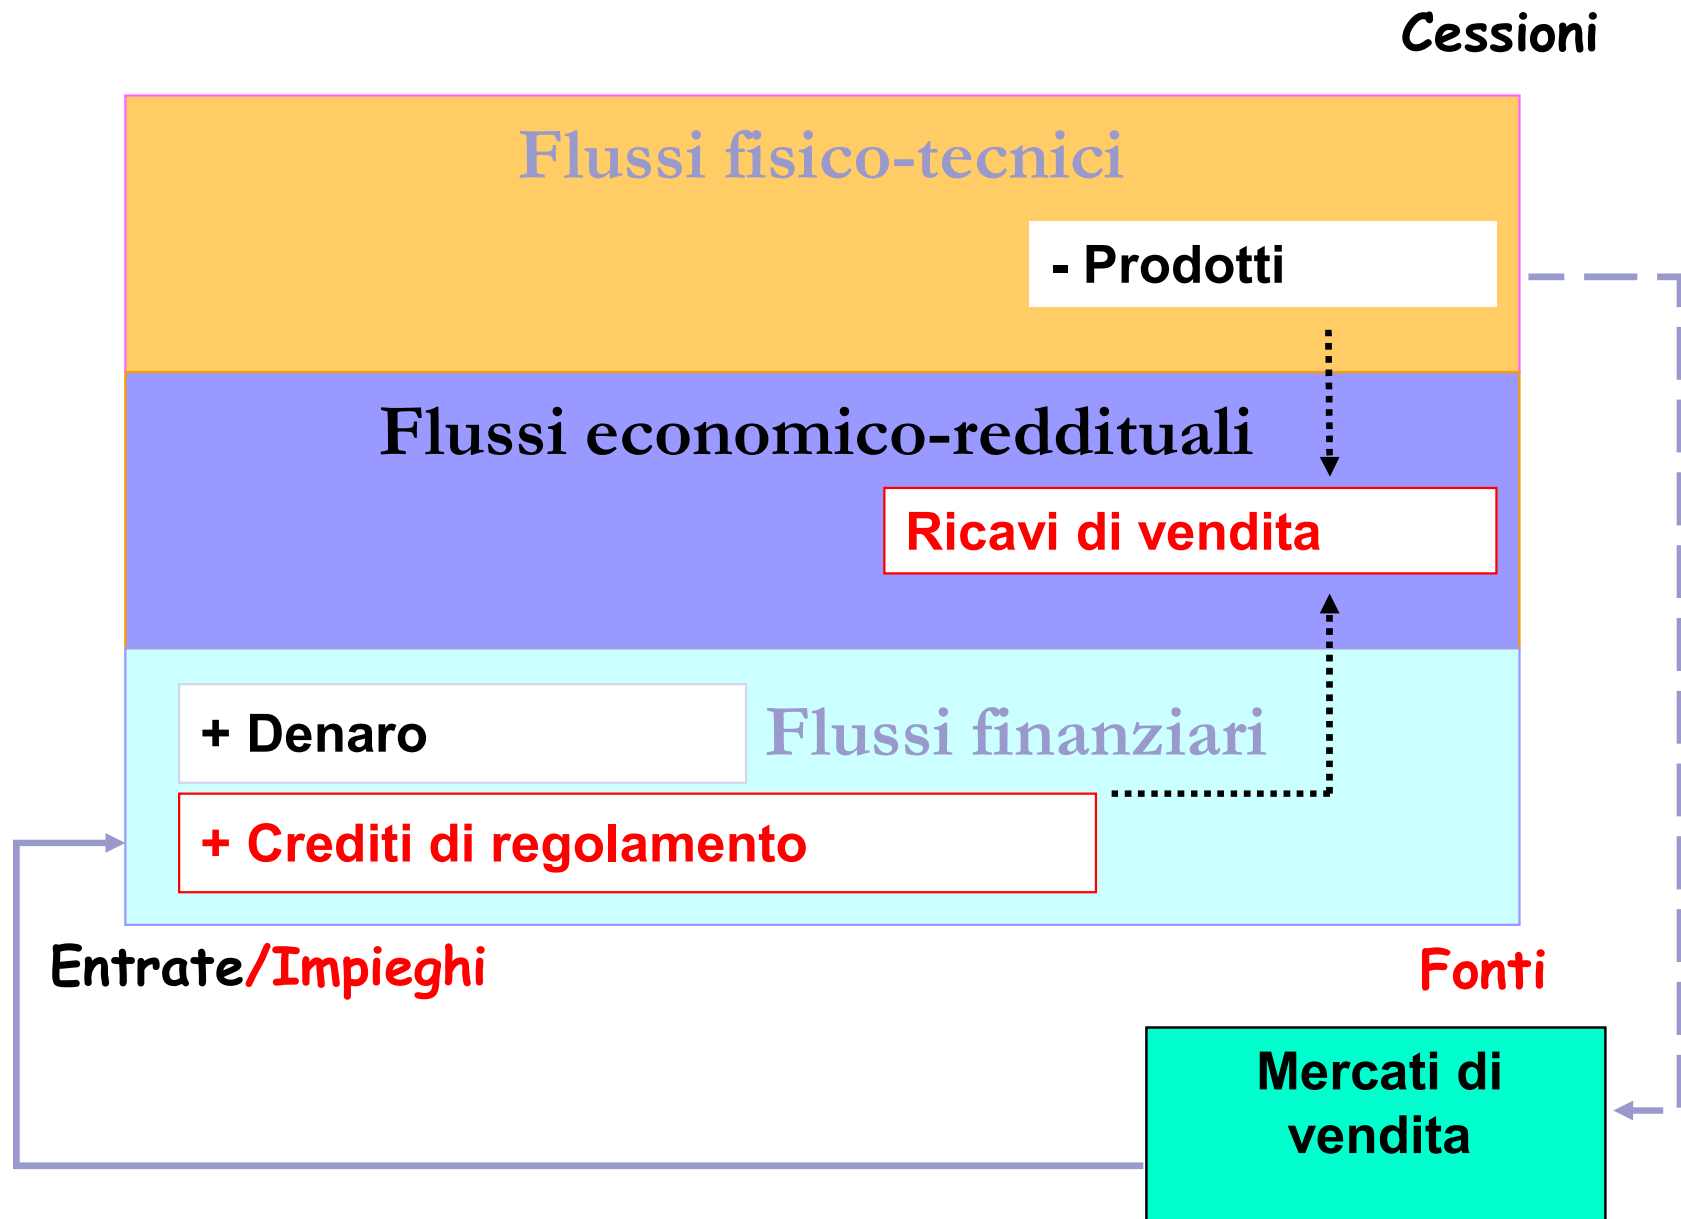 Cessioni
Flussi fisico-tecnici
- Prodotti
Flussi economico-reddituali
Ricavi di vendita
+ Denaro
Flussi finanziari
+ Crediti di regolamento
Entrate/Impieghi
Fonti
Mercati di
vendita